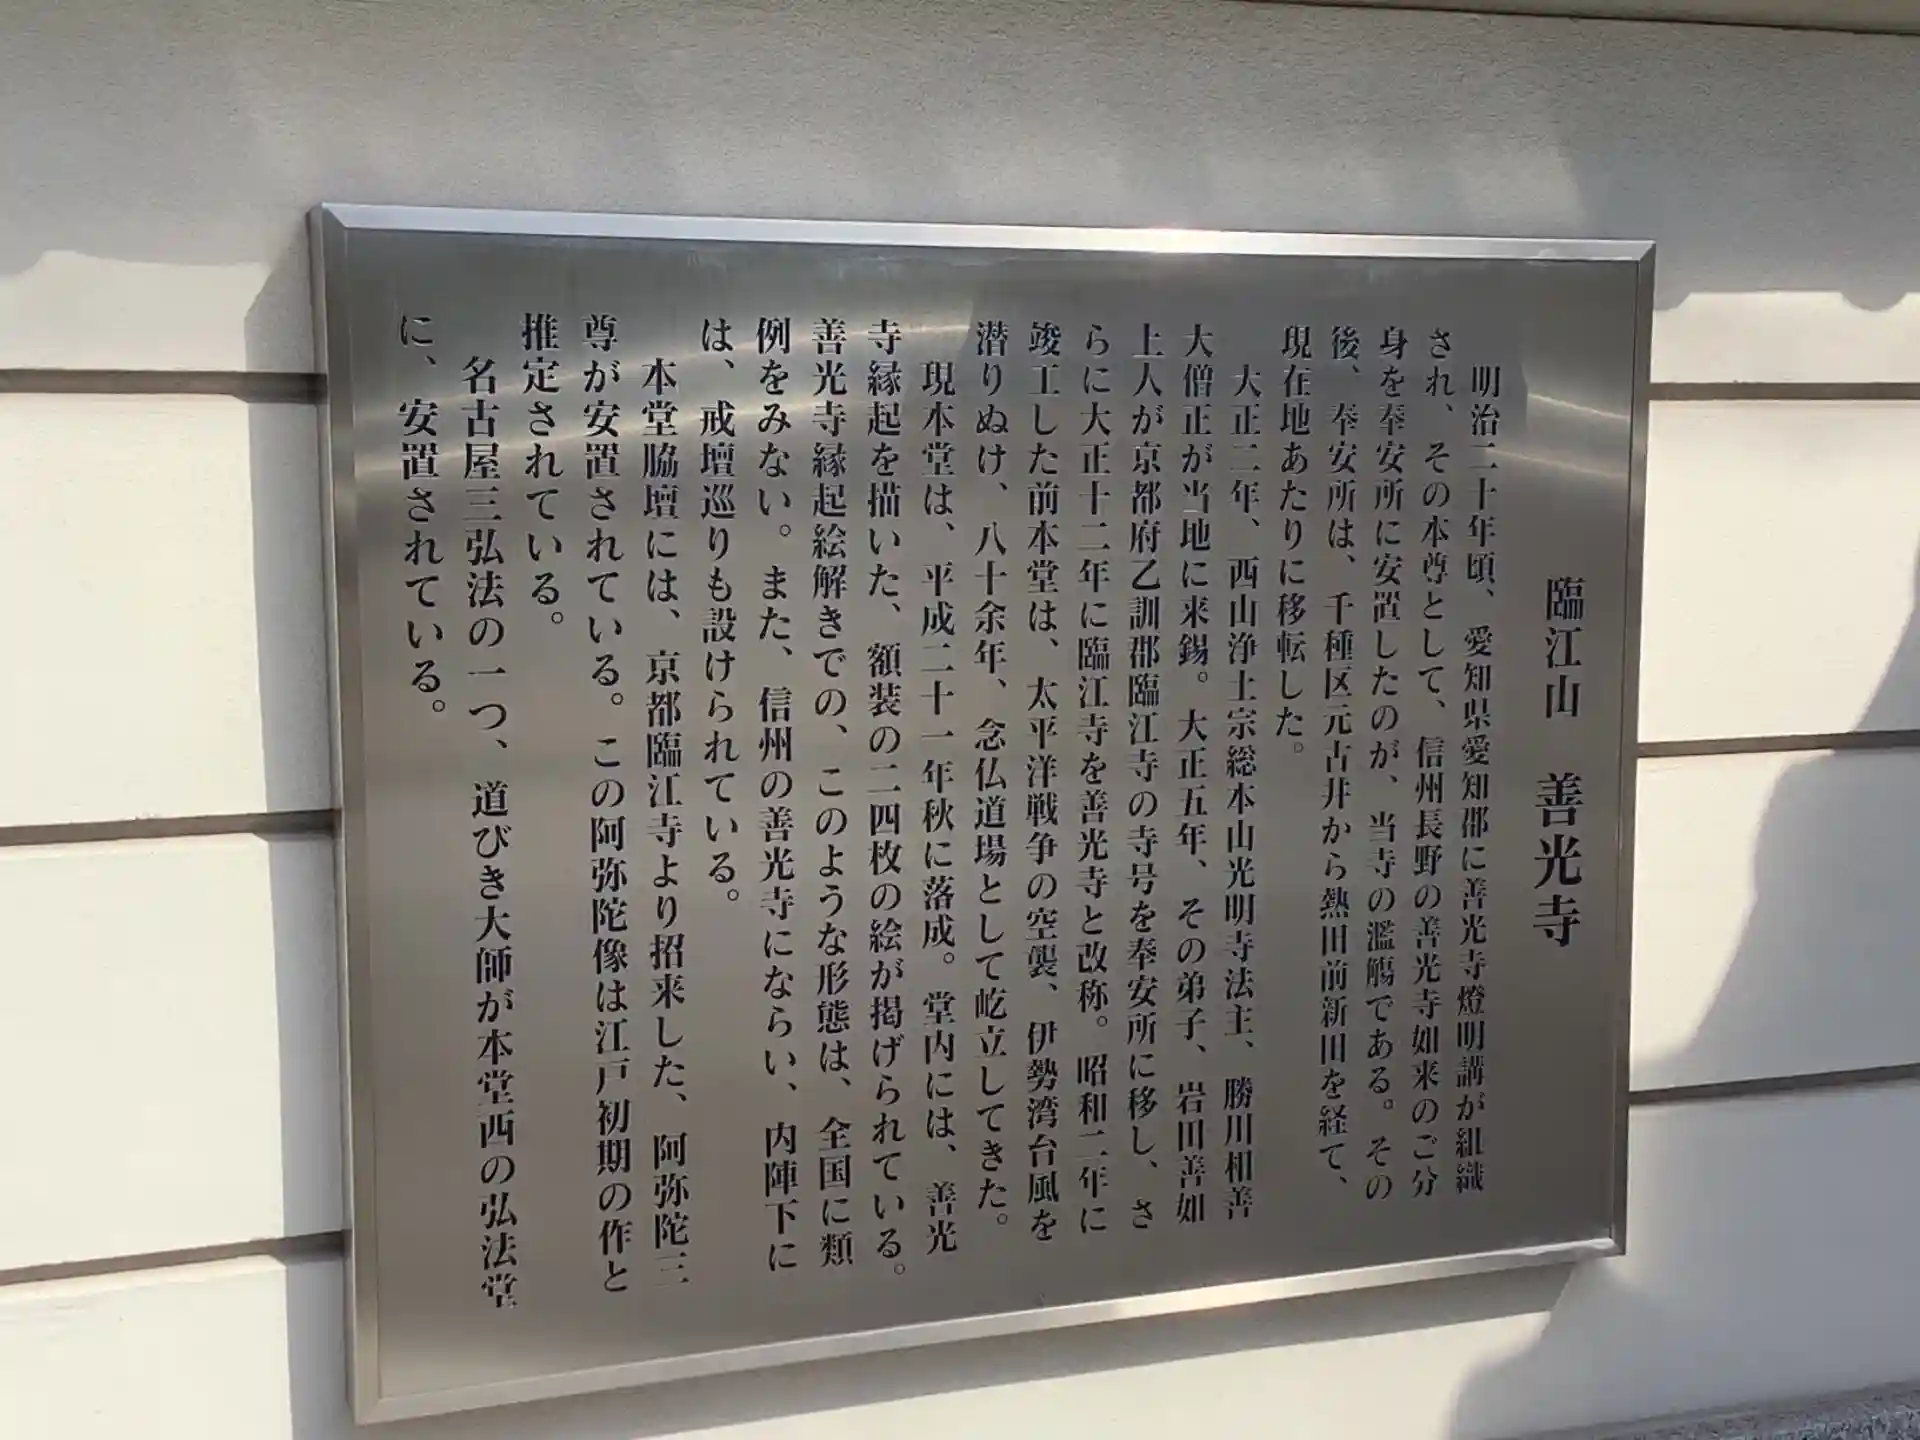 臨江山　善光寺
　明治二十年頃、愛知県愛知郡に善光寺燈明講が組織
され、その本尊として、信州長野の善光寺如来のご分
身を奉安所に安置したのが、当寺の濫觴である。その
後、奉安所は、千種区元古井から熱田前新田を経て、
現在地あたりに移転した。
　大正二年、西山浄土宗総本山光明寺法主、勝川相善
大僧正が当地に来錫。大正五年、その弟子、岩田善如
上人が京都府乙訓郡臨江寺の寺号を奉安所に移し、さ
らに大正十二年に臨江寺を善光寺と改称。昭和二年に
竣工した前本堂は、太平洋戦争の空襲、伊勢湾台風を
潜りぬけ、八十余年、念仏道場として屹立してきた。
　現本堂は、平成二十一年秋に落成。堂内には、善光
寺縁起を描いた、額装の二四枚の絵が掲げられている。
善光寺縁起絵解きでの、このような形態は、全国に類
例をみない。また、信州の善光寺にならい、内陣下に
は、戒壇巡りも設けられている。
　本堂脇壇には、京都臨江寺より招来した、阿弥陀三
尊が安置されている。この阿弥陀像は江戸初期の作と
推定されている。
　名古屋三弘法の一つ、道びき大師が本堂西の弘法堂
に、安置されている。